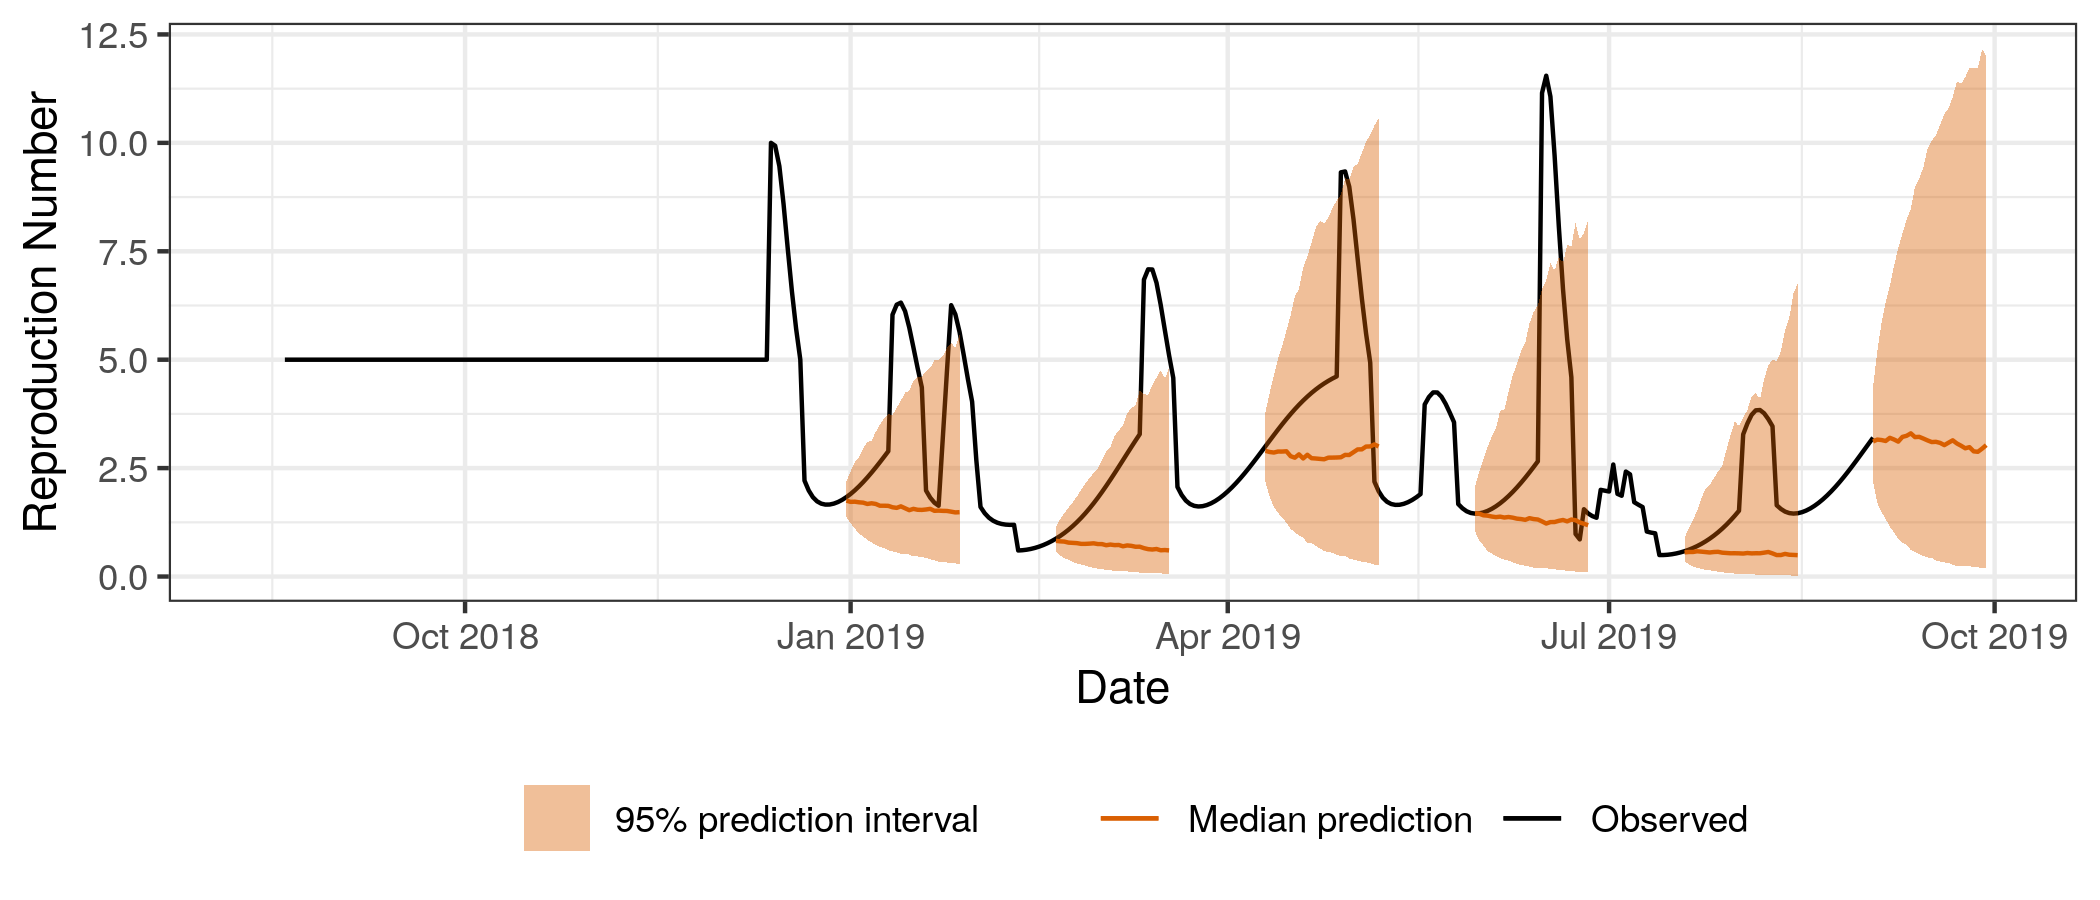 12.5
10.0
7.5
5.0
2.5
0.0
Reproduction Number
Oct 2018
Jan 2019
Apr 2019
Jul 2019
Oct 2019
Date
95% prediction interval
Median prediction
Observed